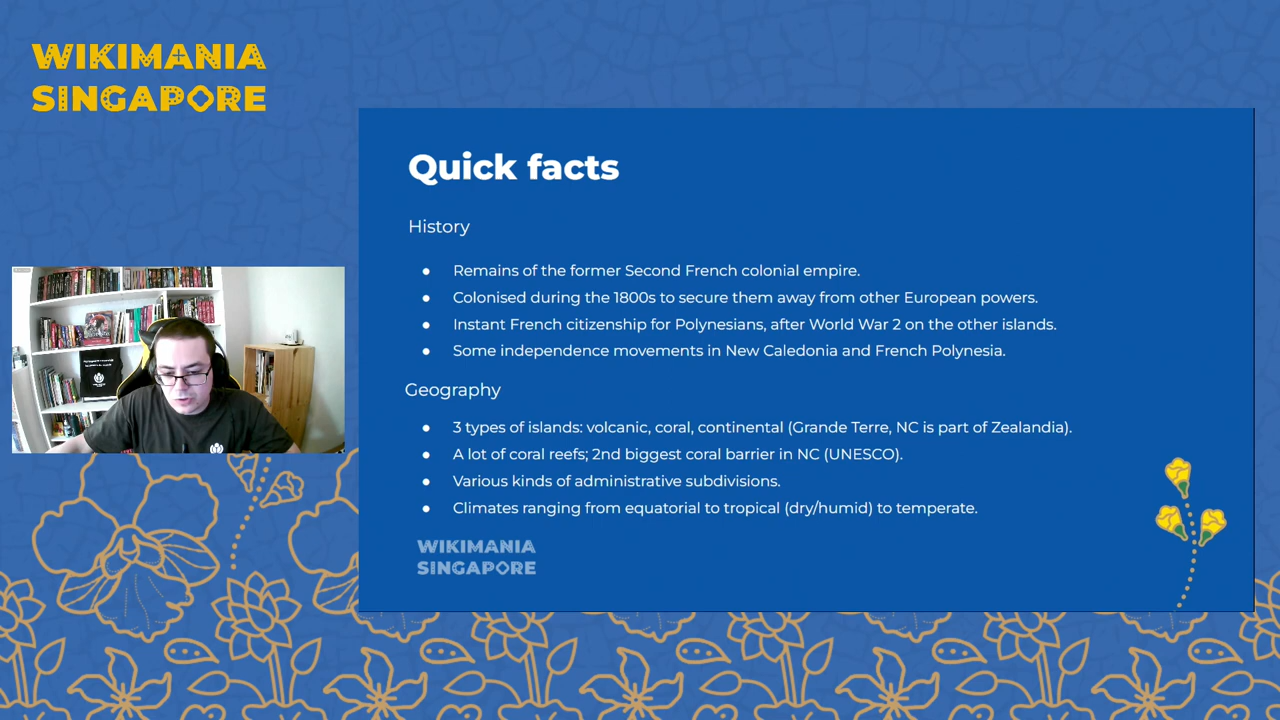 WIKIMANIA
SINGAPORE
Quick facts
History
● Remains of the former Second French colonial empire.
● Colonised during the 1800s to secure them away from other European powers.
● Instant French citizenship for Polynesians, after World War 2 on the other islands.
● Some independence movements in New Caledonia and French Polynesia.
Geography
● 3 types of islands: volcanic, coral, continental (Grande Terre, NC is part of Zealandia).
● A lot of coral reefs; 2nd biggest coral barrier in NC (UNESCO).
● Various kinds of administrative subdivisions.
● Climates ranging from equatorial to tropical (dry/humid) to temperate.
WIKIMANIA
SINGAPORE